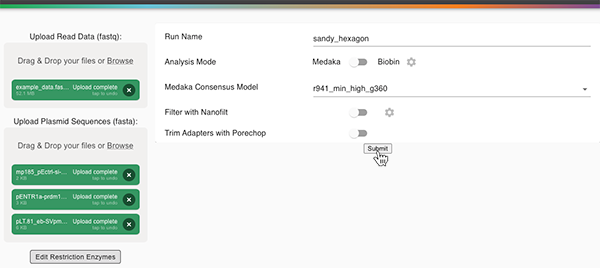 Upload Read Data (fastq):
Drag & Drop your files or Browse
example_data.fas... Upload complete
92.1 MB tap to undo
Upload Plasmid Sequences (fasta):
Drag & Drop your files or Browse
mp185_pEctrl-si-... Upload complete
2 KB tap to undo
pENTR1a-prdm1... Upload complete
3 KB tap to undo
pLT.81_eb-SVpm... Upload complete
6 KB tap to undo
Edit Restriction Enzymes
Run Name sandy_hexagon
Analysis Mode Medaka Biobin
Medaka Consensus Model r941_min_high_g360
Filter with Nanofilt
Trim Adapters with Porechop
Submit